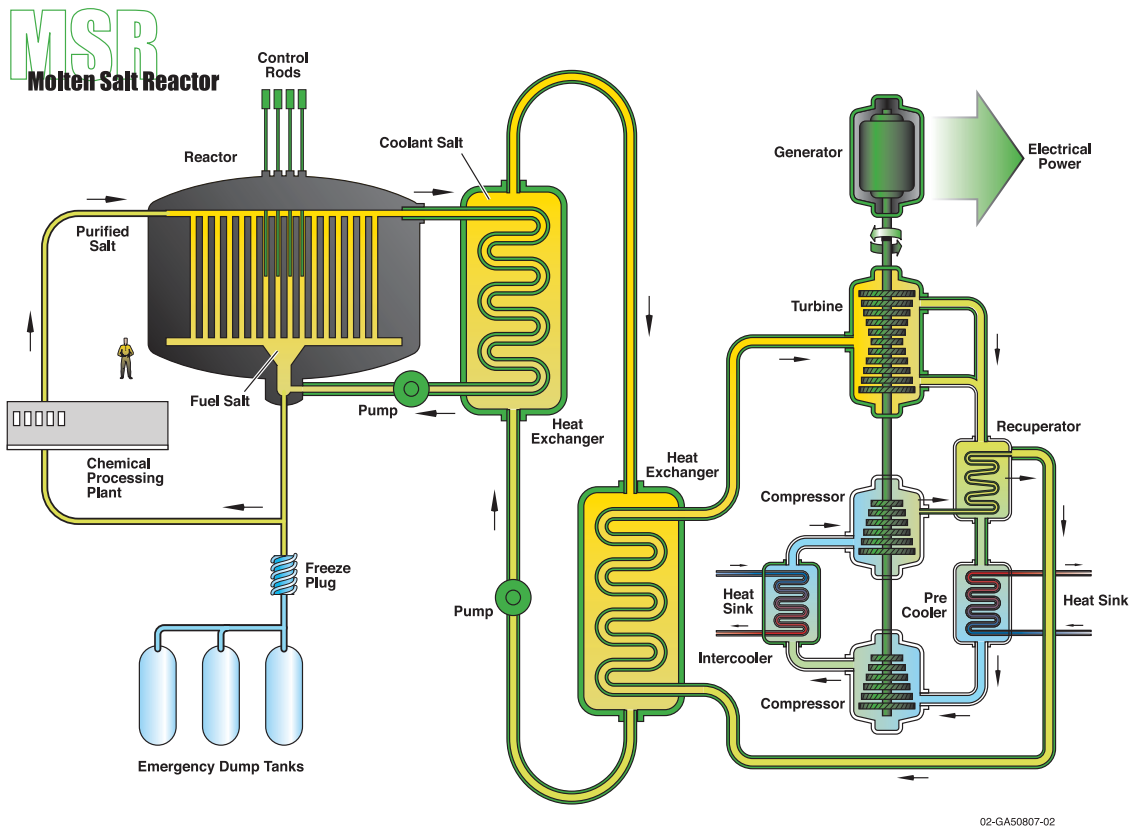 MSR
Molten Salt Reactor
Control
Rods
Reactor
Coolant Salt
Generator
Electrical
Power
Purified
Salt
Turbine
Fuel Salt
Pump
Heat
Exchanger
Chemical
Processing
Plant
Recuperator
Heat
Exchanger
Compressor
Freeze
Plug
Pump
Heat
Sink
Pre
Cooler
Heat Sink
Intercooler
Compressor
Emergency Dump Tanks
02-GA50807-02